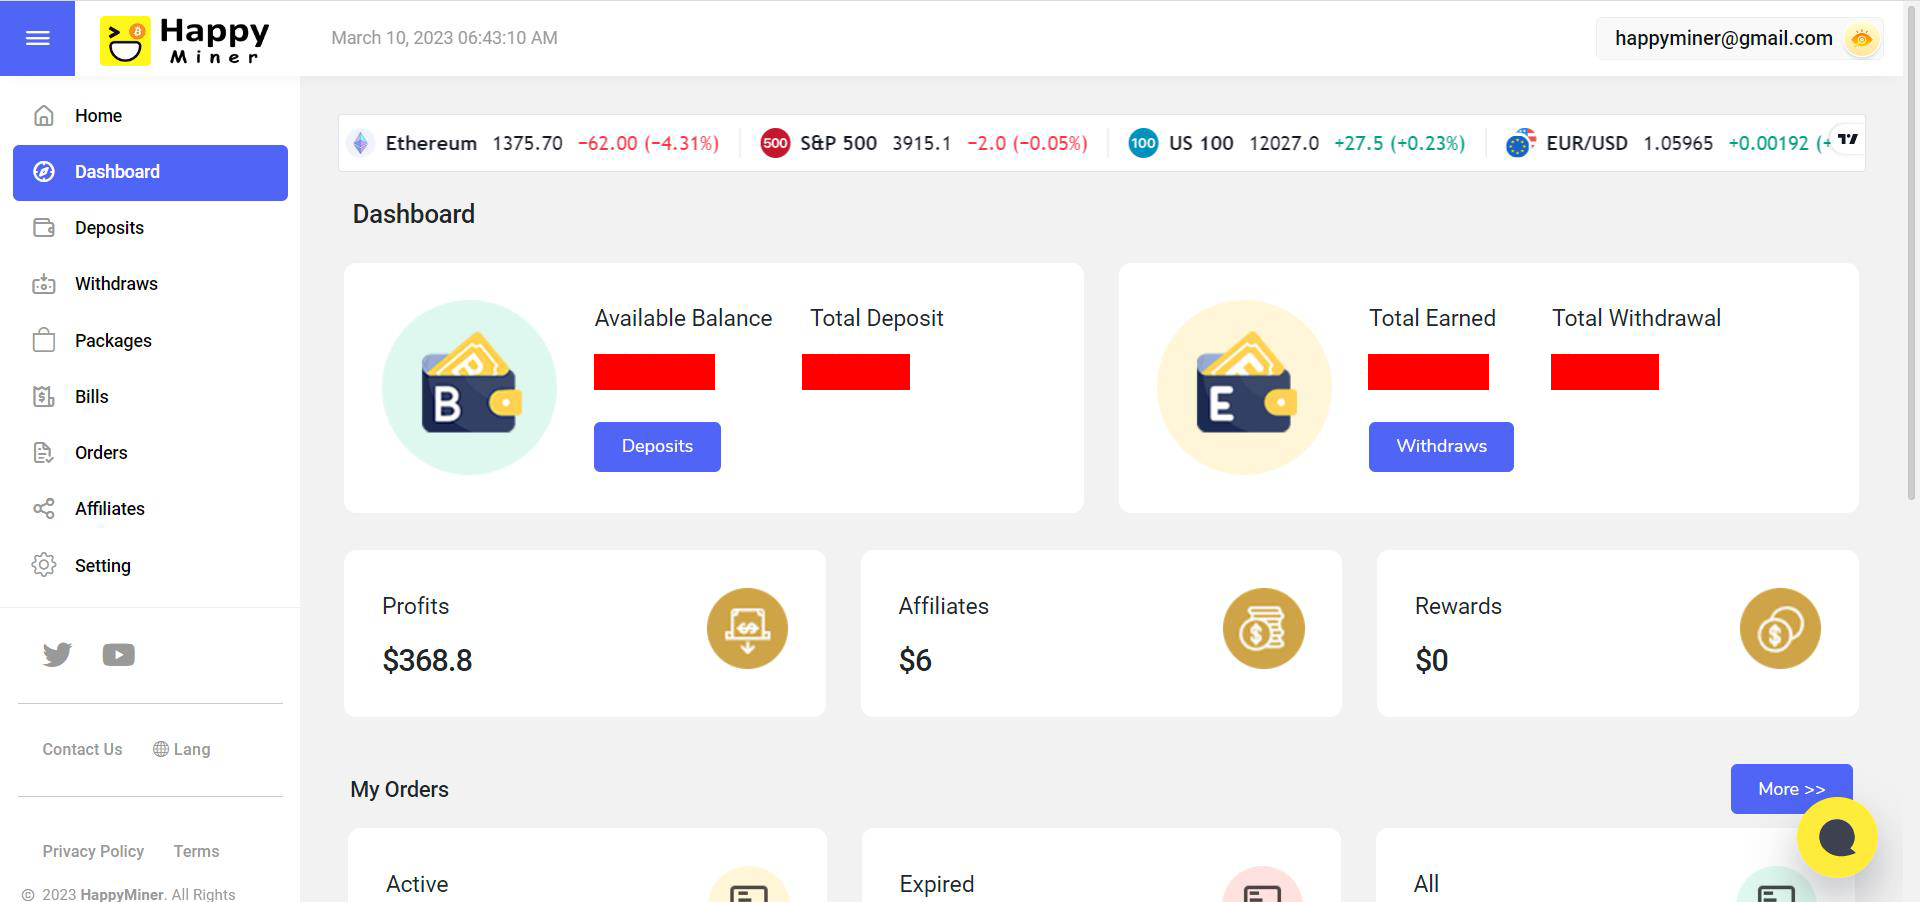 Happy Miner
March 10, 2023 06:43:10 AM
happyminer@gmail.com
Home
Dashboard
Deposits
Withdraws
Packages
Bills
Orders
Affiliates
Setting
Contact Us Lang
Privacy Policy Terms
© 2023 HappyMiner. All Rights
Ethereum 1375.70 −62.00 (−4.31%) 500 S&P 500 3915.1 −2.0 (−0.05%) 100 US 100 12027.0 +27.5 (+0.23%) EUR/USD 1.05965 +0.00192 (+
Dashboard
Available Balance Total Deposit
B
Deposits
Total Earned Total Withdrawal
E
Withdraws
Profits
$368.8
Affiliates
$6
Rewards
$0
My Orders
More >>
Active
Expired
All